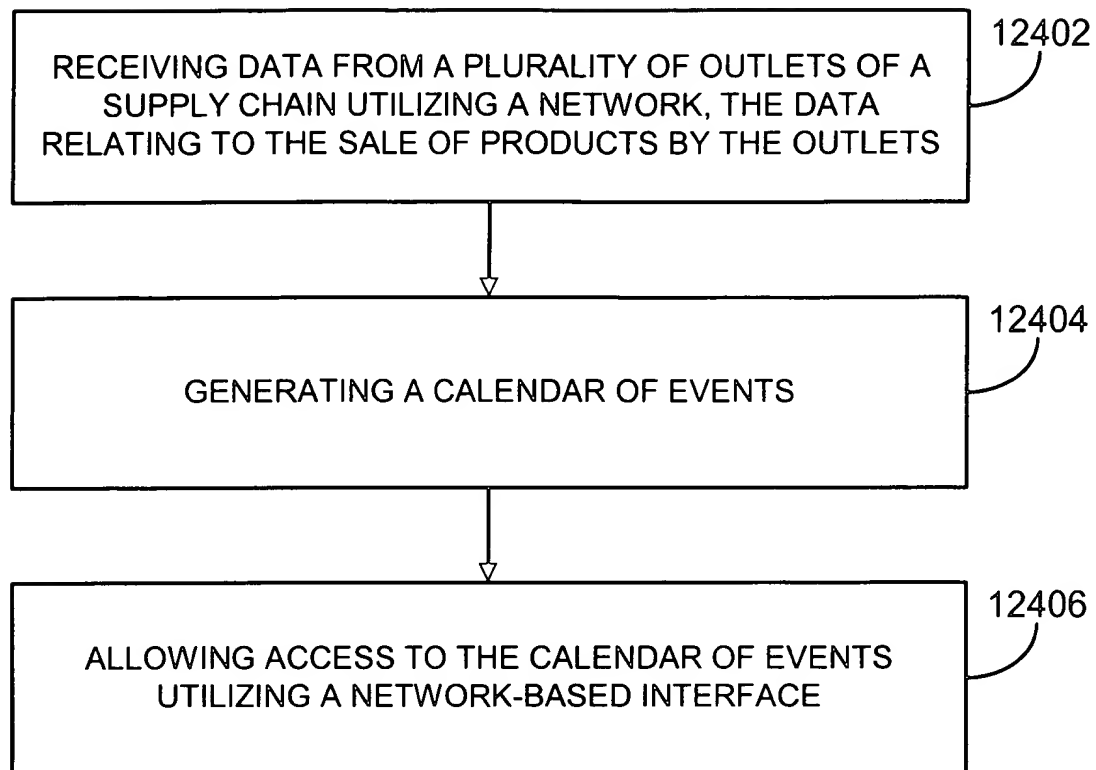 12402
RECEIVING DATA FROM A PLURALITY OF OUTLETS OF A
SUPPLY CHAIN UTILIZING A NETWORK, THE DATA
RELATING TO THE SALE OF PRODUCTS BY THE OUTLETS
12404
GENERATING A CALENDAR OF EVENTS
12406
ALLOWING ACCESS TO THE CALENDAR OF EVENTS
UTILIZING A NETWORK-BASED INTERFACE